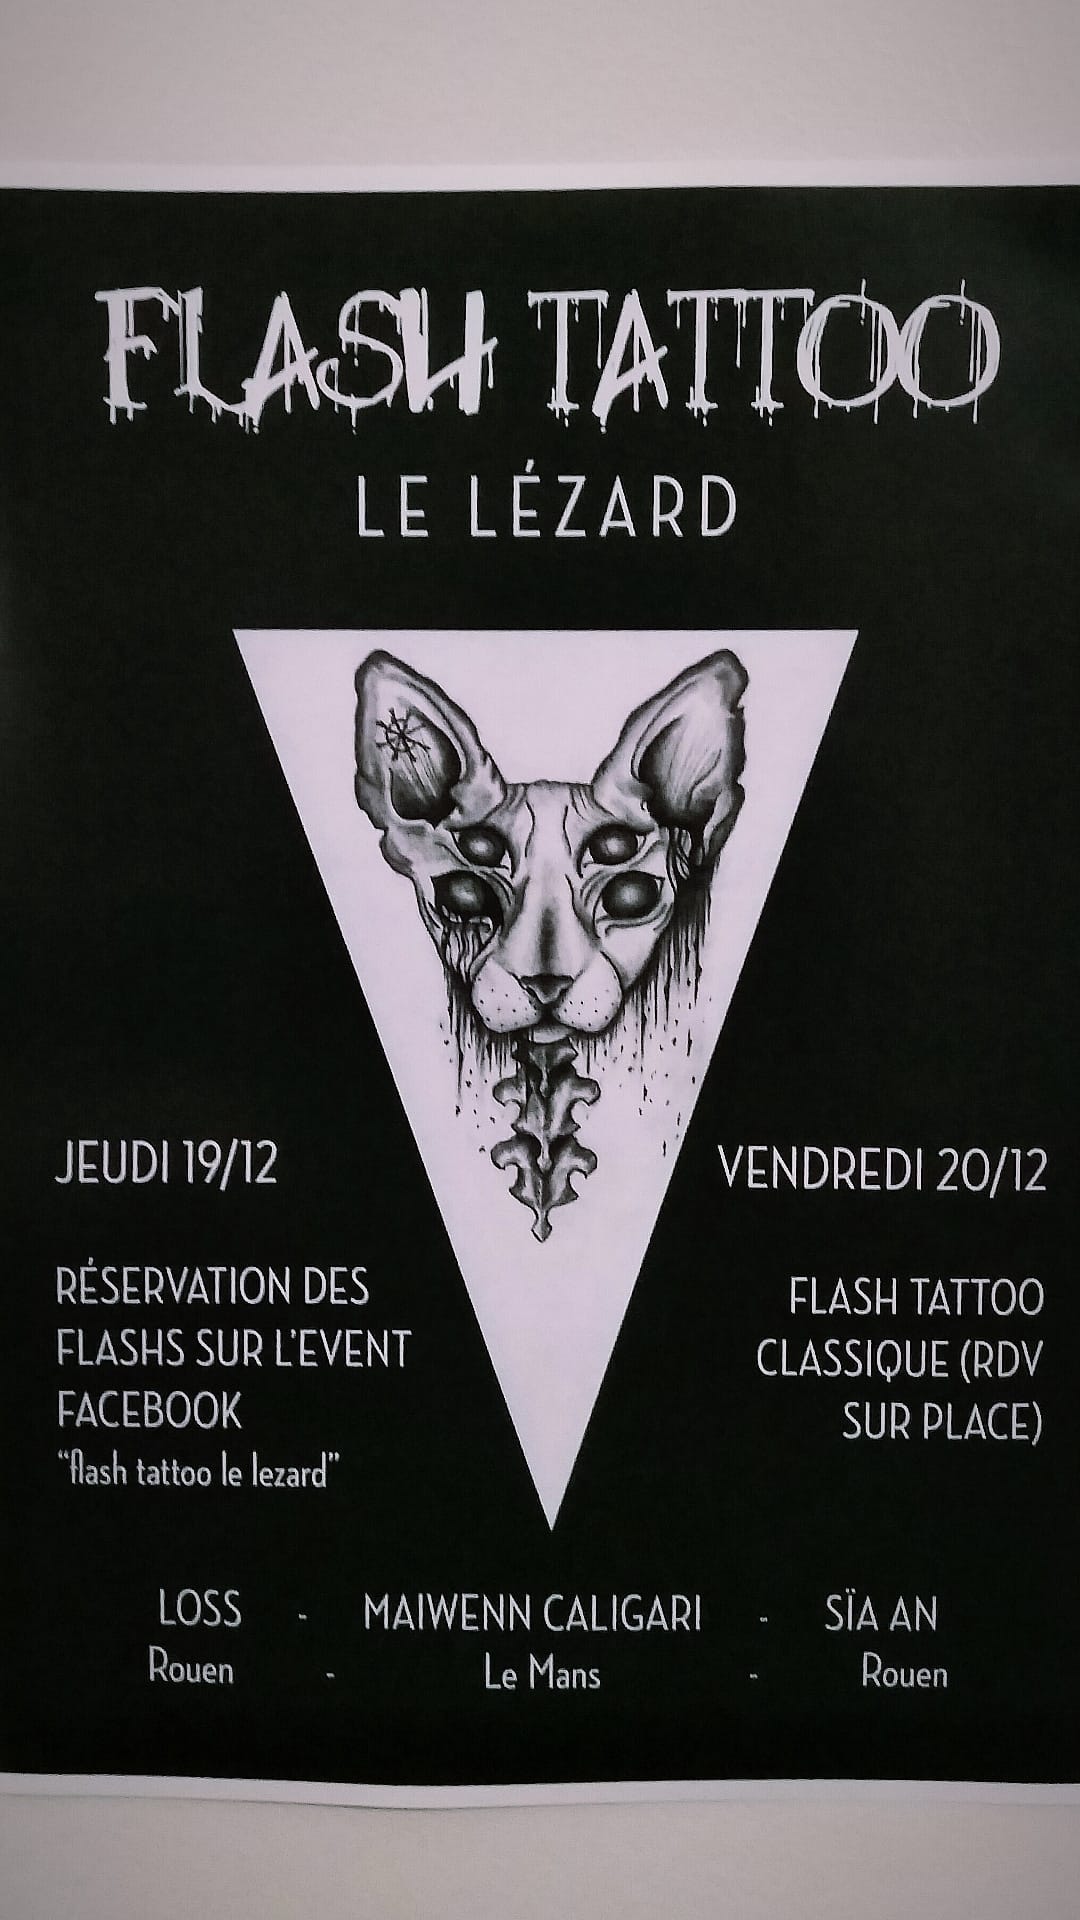 FLASH TATTOO
LE LÉZARD
JEUDI 19/12
RÉSERVATION DES
FLASHS SUR L'EVENT
FACEBOOK
"flash tattoo le lezard"
VENDREDI 20/12
FLASH TATTOO
CLASSIQUE (RDV
SUR PLACE)
LOSS - MAIWENN CALIGARI - SÏA AN
Rouen - Le Mans - Rouen